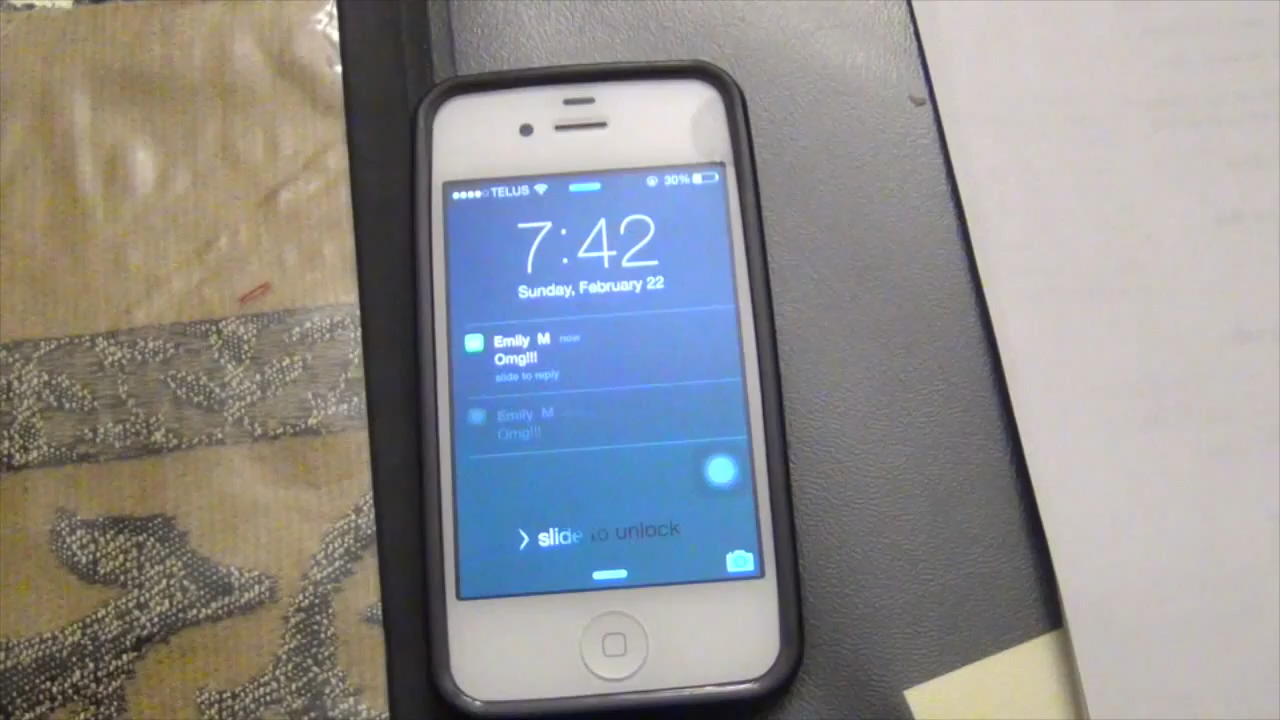 TELUS 30%
7:42
Sunday, February 22
Emily M now
Omg!!!
slide to reply
Emily M
Omg!!!
> slide to unlock